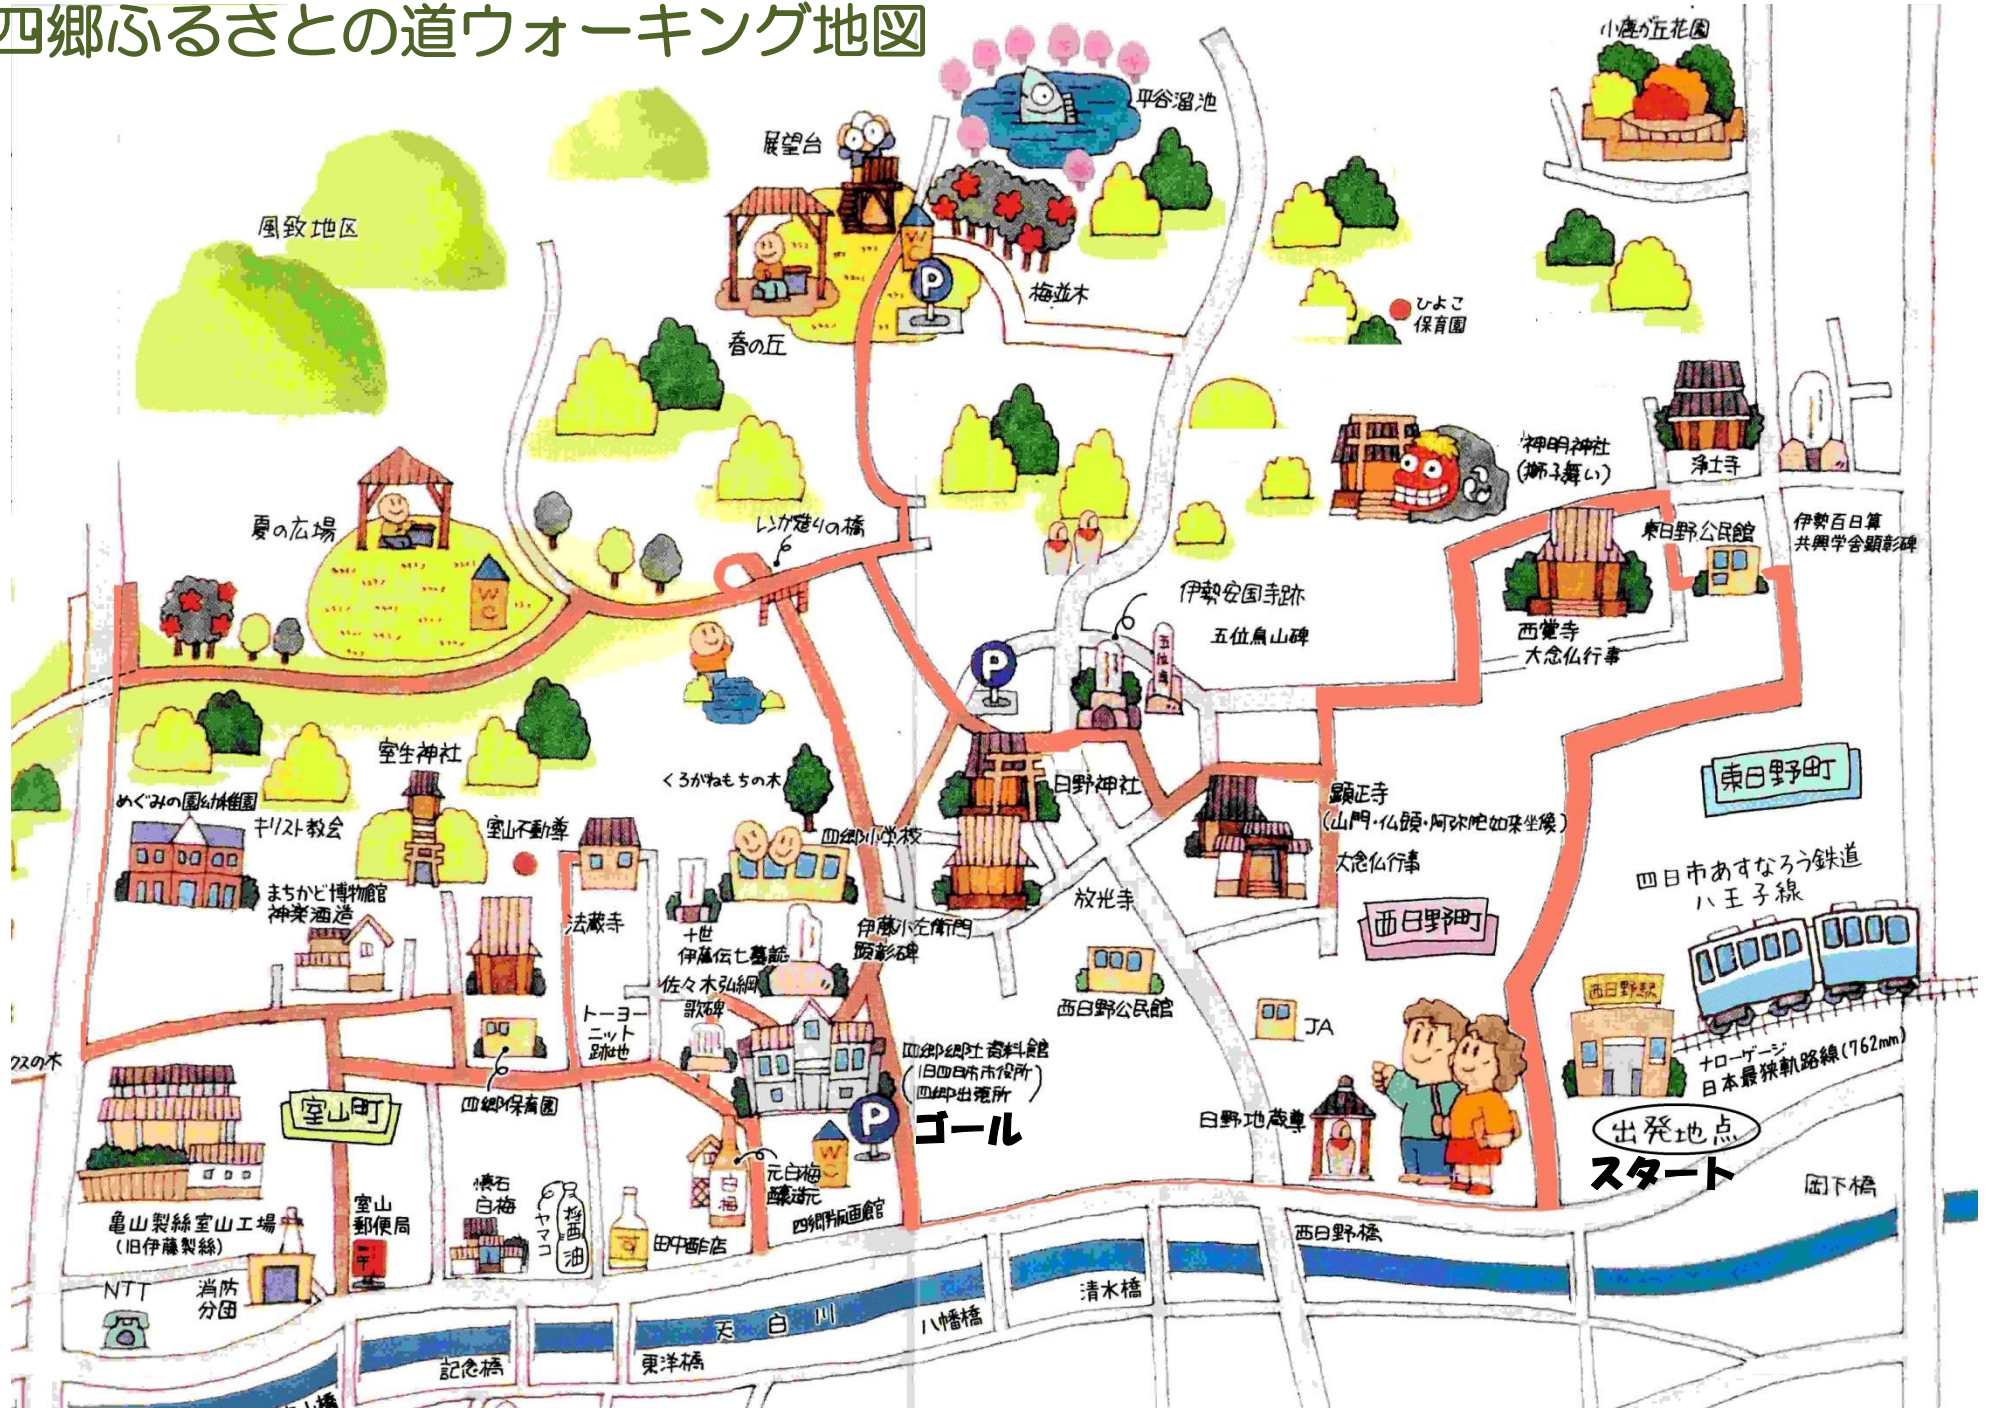 四郷ふるさとの道ウォーキング地図
小鹿が丘花園
平谷溜池
展望台
風致地区
WC
P
梅並木
春の丘
ひよこ
保育園
神明神社
(獅子舞い)
浄土寺
夏の広場
レンガ造りの橋
東日野公民館
伊勢百日算
共興学舎顕彰碑
WC
伊勢安国寺跡
五位鳥山碑
西覚寺
大念仏行事
P
室生神社
くろがねもちの木
日野神社
東日野町
めぐみの園幼稚園
キリスト教会
室山不動尊
四郷小学校
顕正寺
(山門・仏頭・阿弥陀如来坐像)
大念仏行事
四日市あすなろう鉄道
八王子線
まちかど博物館
神楽酒造
法蔵寺
十世
伊藤伝七墓誌
伊藤小左衛門
顕彰碑
放光寺
西日野町
佐々木弘綱
歌碑
西日野公民館
西日野駅
トーヨー
ニット
跡地
JA
四郷郷土資料館
(旧四日市市役所
四郷出張所)
ゴール
ナローゲージ
日本最狭軌路線(762mm)
クスの木
室山町
四郷保育園
P
日野地蔵尊
出発地点
スタート
WC
元白梅
醸造元
白梅
四郷版画館
岡下橋
亀山製絲室山工場
(旧伊藤製絲)
室山
郵便局
懐石
白梅
ヤマコ
醤油
田中酒店
西日野橋
NTT
消防
分団
清水橋
天白川
八幡橋
記念橋
東洋橋